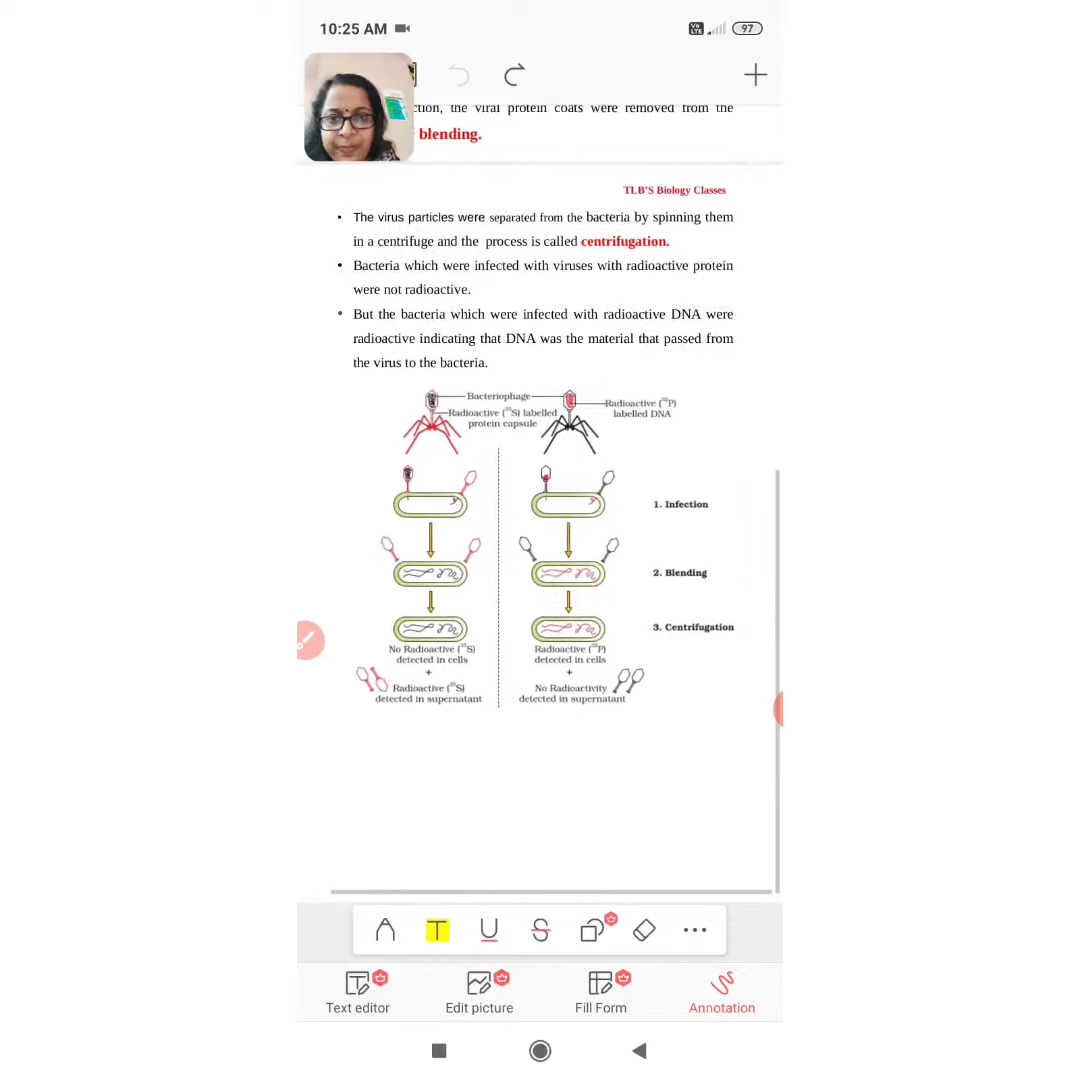 10:25 AM
Vo LTE 97
ction, the viral protein coats were removed from the
blending.
TLB'S Biology Classes
• The virus particles were separated from the bacteria by spinning them
in a centrifuge and the process is called centrifugation.
• Bacteria which were infected with viruses with radioactive protein
were not radioactive.
• But the bacteria which were infected with radioactive DNA were
radioactive indicating that DNA was the material that passed from
the virus to the bacteria.
Bacteriophage
Radioactive (³⁵S) labelled
protein capsule
Radioactive (³²P)
labelled DNA
1. Infection
2. Blending
3. Centrifugation
No Radioactive (³⁵S)
detected in cells
+
Radioactive (³⁵S)
detected in supernatant
Radioactive (³²P)
detected in cells
+
No Radioactivity
detected in supernatant
Text editor
Edit picture
Fill Form
Annotation